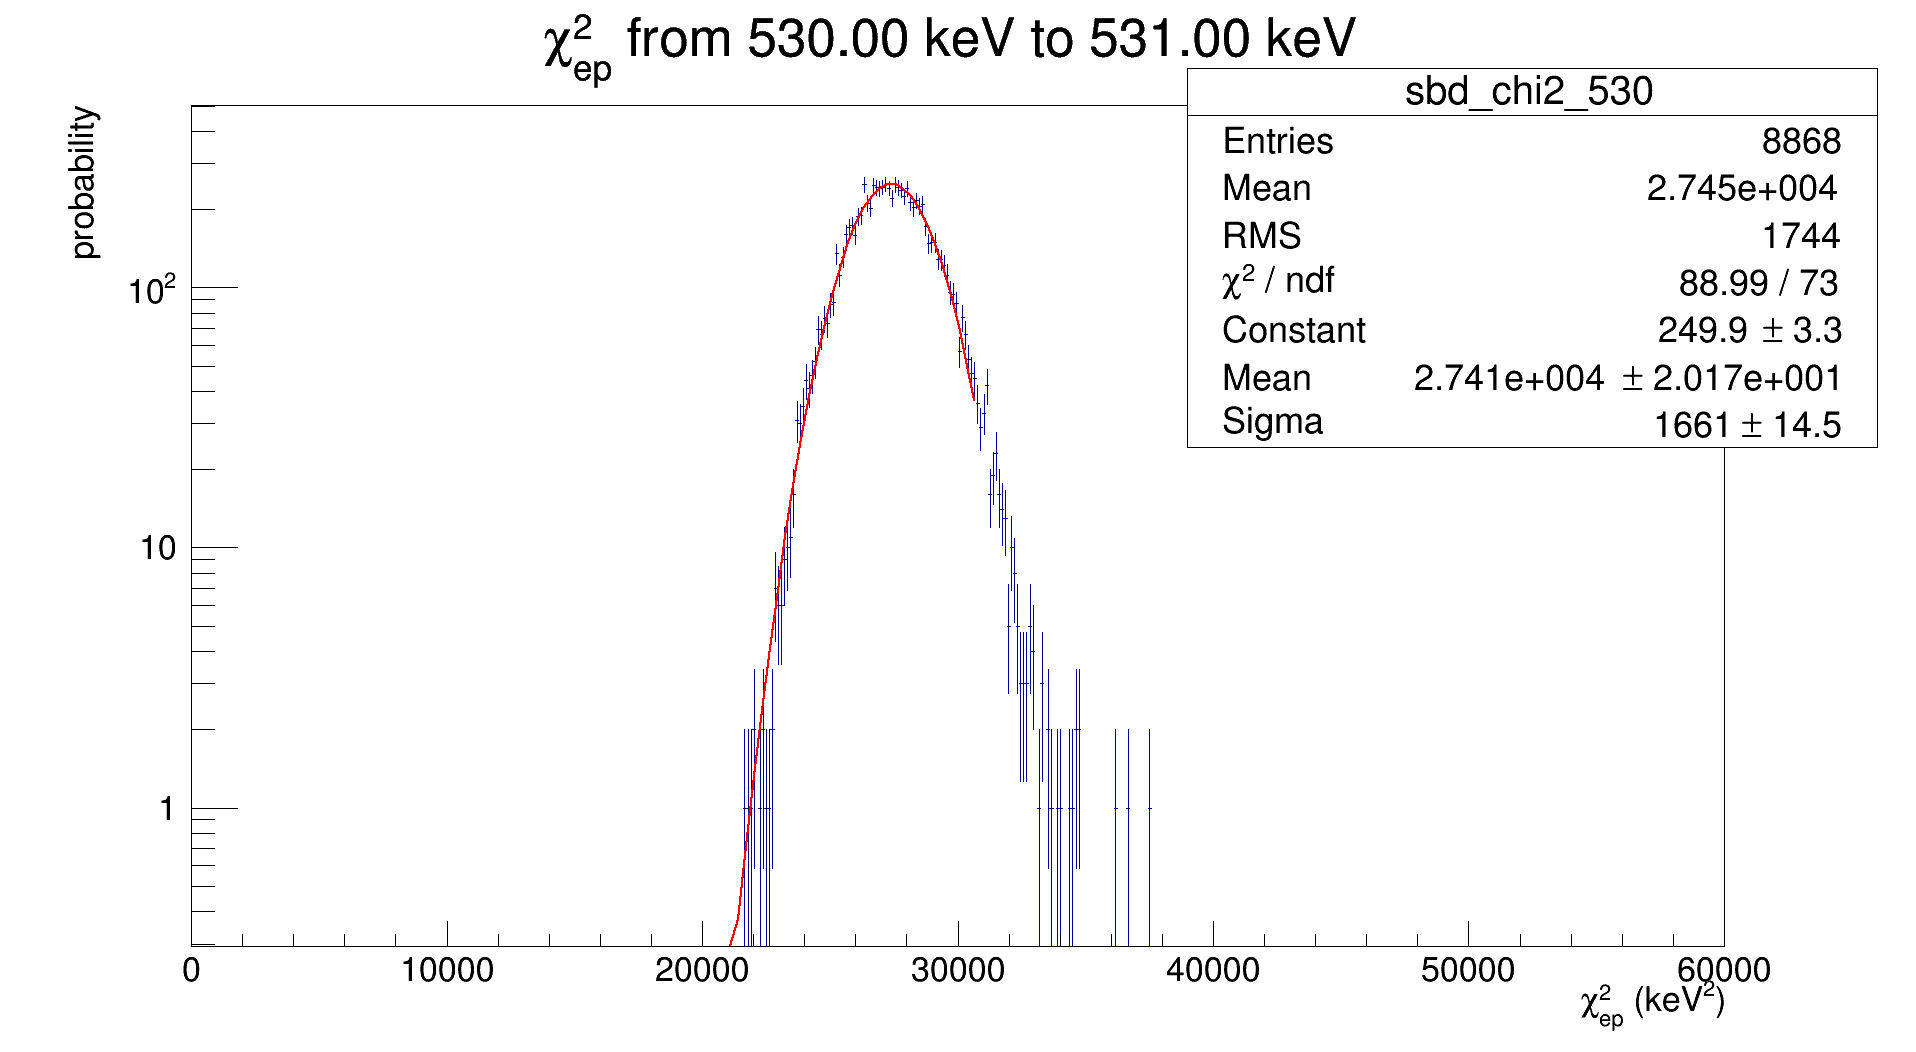 χ²ep from 530.00 keV to 531.00 keV
sbd_chi2_530
Entries 8868
Mean 2.745e+004
RMS 1744
χ² / ndf 88.99 / 73
Constant 249.9 ± 3.3
Mean 2.741e+004 ± 2.017e+001
Sigma 1661 ± 14.5
probability
10²
10
1
0 10000 20000 30000 40000 50000 60000
χ²ep (keV²)